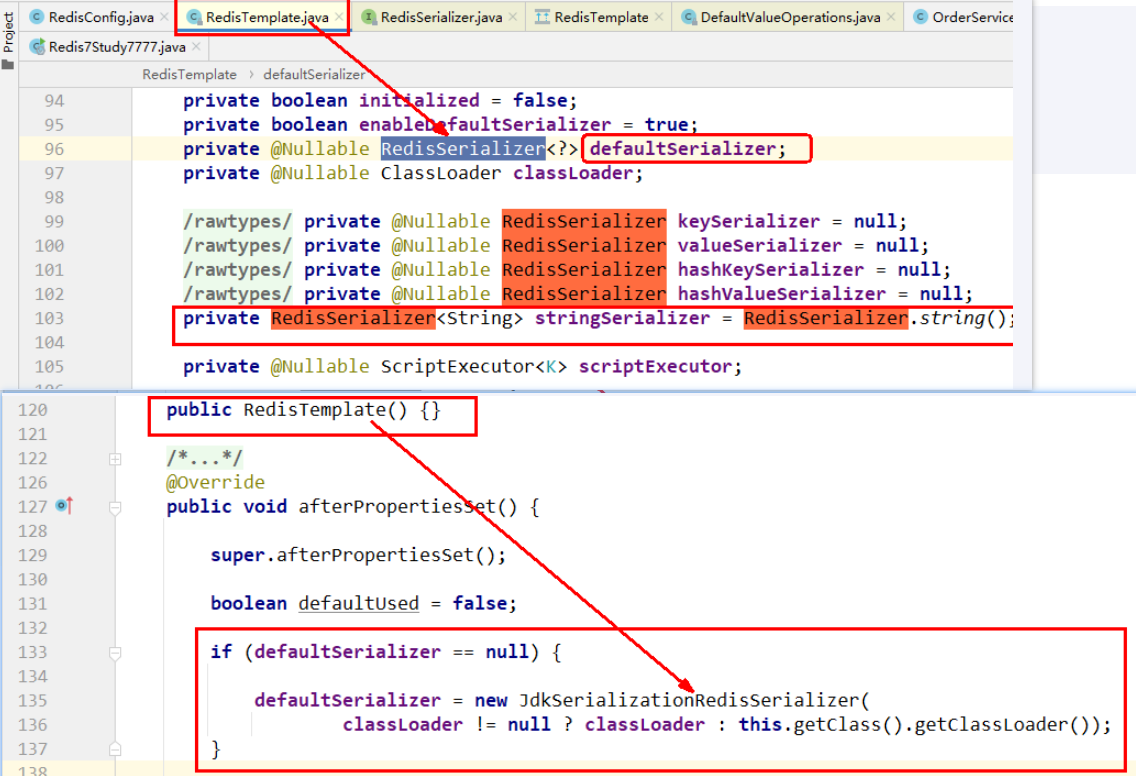 RedisConfig.java RedisTemplate.java RedisSerializer.java RedisTemplate DefaultValueOperations.java OrderService
Project
Redis7Study7777.java
RedisTemplate › defaultSerializer
94 private boolean initialized = false;
95 private boolean enableDefaultSerializer = true;
96 private @Nullable RedisSerializer<?> defaultSerializer;
97 private @Nullable ClassLoader classLoader;
98
99 /rawtypes/ private @Nullable RedisSerializer keySerializer = null;
100 /rawtypes/ private @Nullable RedisSerializer valueSerializer = null;
101 /rawtypes/ private @Nullable RedisSerializer hashKeySerializer = null;
102 /rawtypes/ private @Nullable RedisSerializer hashValueSerializer = null;
103 private RedisSerializer<String> stringSerializer = RedisSerializer.string();
104
105 private @Nullable ScriptExecutor<K> scriptExecutor;
106
120 public RedisTemplate() {}
121
122 /*...*/
126 @Override
127 public void afterPropertiesSet() {
128
129 super.afterPropertiesSet();
130
131 boolean defaultUsed = false;
132
133 if (defaultSerializer == null) {
134
135 defaultSerializer = new JdkSerializationRedisSerializer(
136 classLoader != null ? classLoader : this.getClass().getClassLoader());
137 }
138